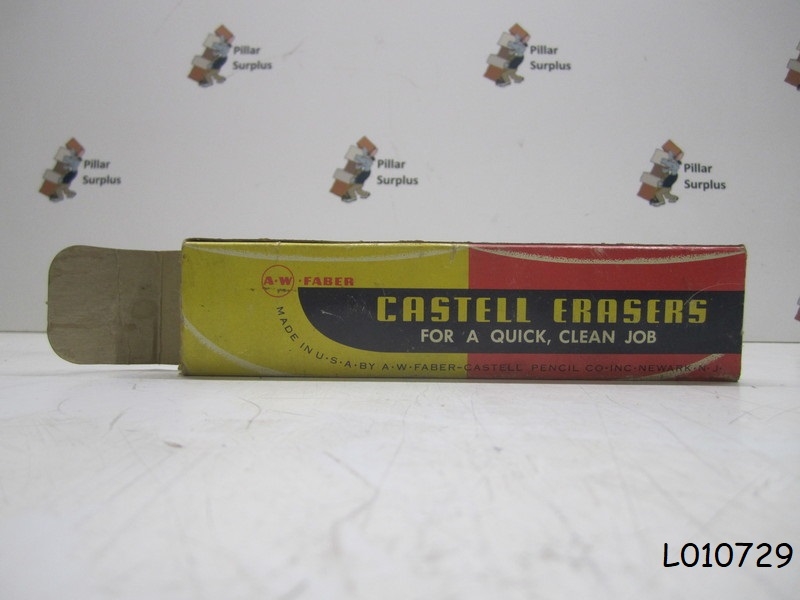 Pillar
Surplus
Pillar
Surplus
Pillar
Surplus
Pillar
Surplus
Pillar
Surplus
A·W·FABER
CASTELL ERASERS
FOR A QUICK, CLEAN JOB
MADE IN U·S·A·BY A·W·FABER-CASTELL PENCIL CO·INC·NEWARK·N·J·
L010729